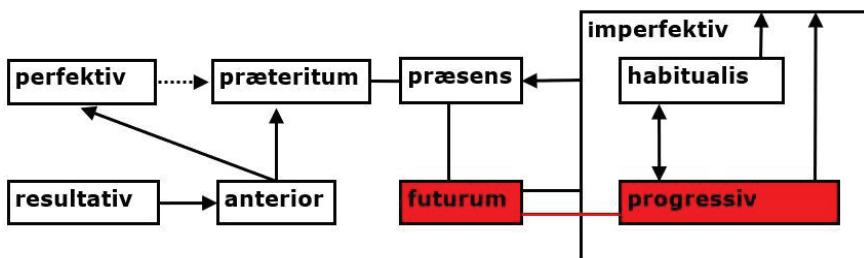 imperfektiv
perfektiv præteritum præsens habitualis
resultativ anterior futurum progressiv